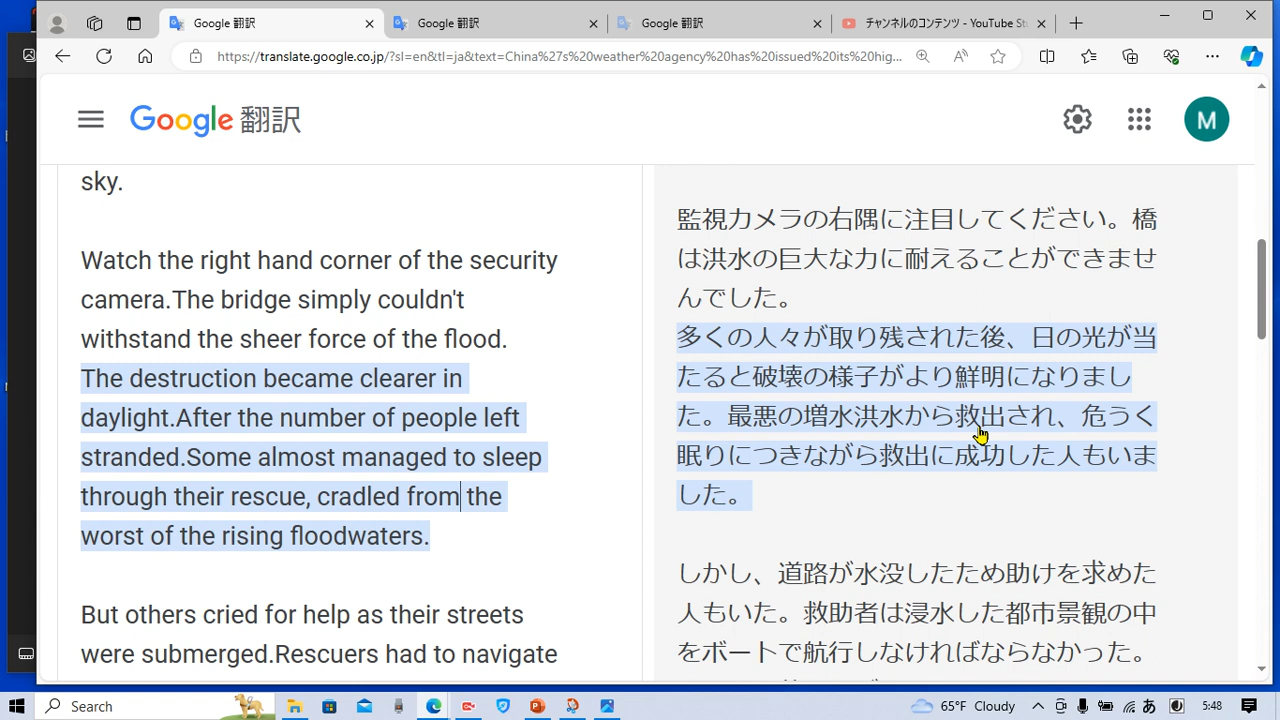 Google 翻訳
Google 翻訳
Google 翻訳
チャンネルのコンテンツ - YouTube Stu
https://translate.google.co.jp/?sl=en&tl=ja&text=China%27s%20weather%20agency%20has%20issued%20its%20hig...
Google 翻訳
M
sky.
Watch the right hand corner of the security
camera.The bridge simply couldn't
withstand the sheer force of the flood.
The destruction became clearer in
daylight.After the number of people left
stranded.Some almost managed to sleep
through their rescue, cradled from the
worst of the rising floodwaters.
But others cried for help as their streets
were submerged.Rescuers had to navigate
監視カメラの右隅に注目してください。橋
は洪水の巨大な力に耐えることができませ
んでした。
多くの人々が取り残された後、日の光が当
たると破壊の様子がより鮮明になりまし
た。最悪の増水洪水から救出され、危うく
眠りにつきながら救出に成功した人もいま
した。
しかし、道路が水没したため助けを求めた
人もいた。救助者は浸水した都市景観の中
をボートで航行しなければならなかった。
Search
65°F Cloudy
あ
5:48